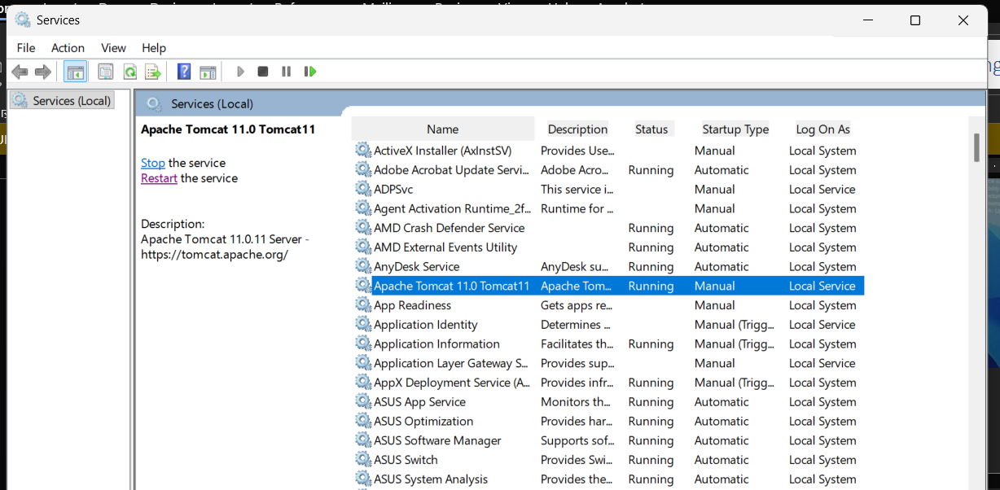 Services
File Action View Help
Services (Local)
Services (Local)
Apache Tomcat 11.0 Tomcat11
Stop the service
Restart the service
Description:
Apache Tomcat 11.0.11 Server -
https://tomcat.apache.org/
Name Description Status Startup Type Log On As
ActiveX Installer (AxInstSV) Provides Use... Manual Local System
Adobe Acrobat Update Servi... Adobe Acro... Running Automatic Local System
ADPSvc This service i... Manual Local Service
Agent Activation Runtime_2f... Runtime for ... Manual Local System
AMD Crash Defender Service Running Automatic Local System
AMD External Events Utility Running Automatic Local System
AnyDesk Service AnyDesk su... Running Automatic Local System
Apache Tomcat 11.0 Tomcat11 Apache Tom... Running Manual Local Service
App Readiness Gets apps re... Manual Local System
Application Identity Determines ... Manual (Trigg... Local Service
Application Information Facilitates th... Running Manual (Trigg... Local System
Application Layer Gateway S... Provides sup... Manual Local Service
AppX Deployment Service (A... Provides infr... Running Manual (Trigg... Local System
ASUS App Service Monitors th... Running Automatic Local System
ASUS Optimization Provides har... Running Automatic Local System
ASUS Software Manager Supports sof... Running Automatic Local System
ASUS Switch Provides Swi... Running Automatic Local System
ASUS System Analysis Provides the... Running Automatic Local System